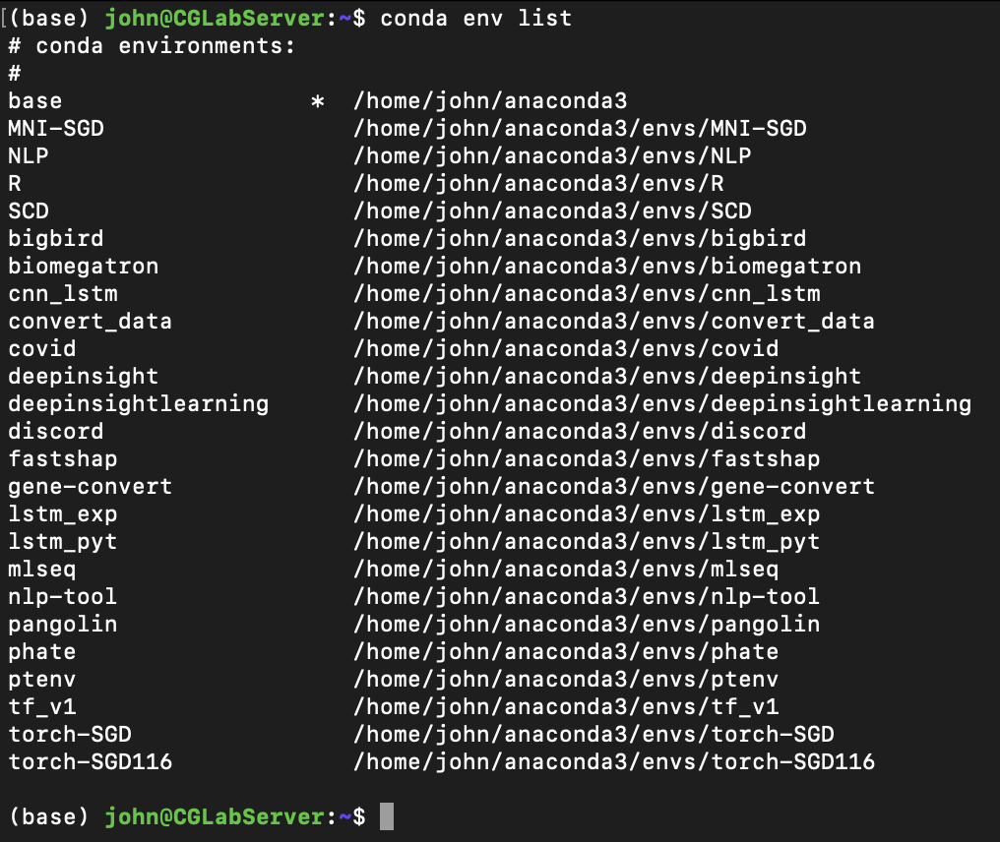 (base) john@CGLabServer:~$ conda env list
# conda environments:
#
base                  *  /home/john/anaconda3
MNI-SGD                  /home/john/anaconda3/envs/MNI-SGD
NLP                      /home/john/anaconda3/envs/NLP
R                        /home/john/anaconda3/envs/R
SCD                      /home/john/anaconda3/envs/SCD
bigbird                  /home/john/anaconda3/envs/bigbird
biomegatron              /home/john/anaconda3/envs/biomegatron
cnn_lstm                 /home/john/anaconda3/envs/cnn_lstm
convert_data             /home/john/anaconda3/envs/convert_data
covid                    /home/john/anaconda3/envs/covid
deepinsight              /home/john/anaconda3/envs/deepinsight
deepinsightlearning      /home/john/anaconda3/envs/deepinsightlearning
discord                  /home/john/anaconda3/envs/discord
fastshap                 /home/john/anaconda3/envs/fastshap
gene-convert             /home/john/anaconda3/envs/gene-convert
lstm_exp                 /home/john/anaconda3/envs/lstm_exp
lstm_pyt                 /home/john/anaconda3/envs/lstm_pyt
mlseq                    /home/john/anaconda3/envs/mlseq
nlp-tool                 /home/john/anaconda3/envs/nlp-tool
pangolin                 /home/john/anaconda3/envs/pangolin
phate                    /home/john/anaconda3/envs/phate
ptenv                    /home/john/anaconda3/envs/ptenv
tf_v1                    /home/john/anaconda3/envs/tf_v1
torch-SGD                /home/john/anaconda3/envs/torch-SGD
torch-SGD116             /home/john/anaconda3/envs/torch-SGD116
(base) john@CGLabServer:~$